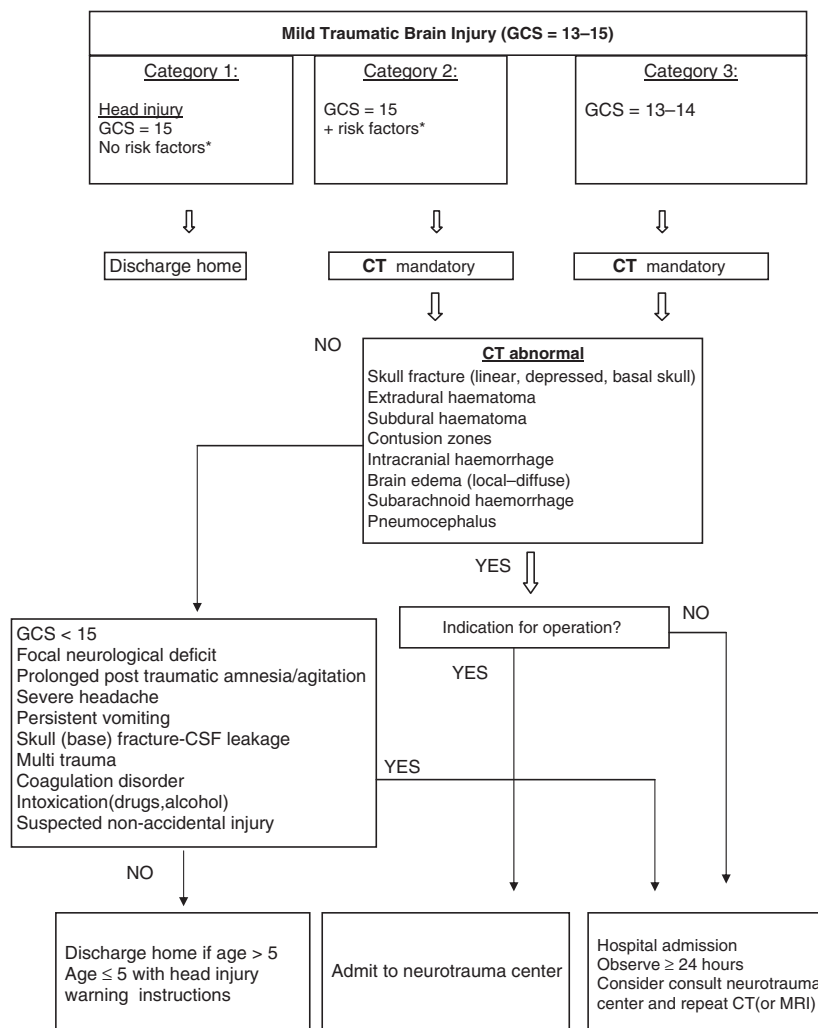 Mild Traumatic Brain Injury (GCS = 13–15)
Category 1:
Head injury
GCS = 15
No risk factors*
Category 2:
GCS = 15
+ risk factors*
Category 3:
GCS = 13–14
Discharge home
CT mandatory
CT mandatory
NO
CT abnormal
Skull fracture (linear, depressed, basal skull)
Extradural haematoma
Subdural haematoma
Contusion zones
Intracranial haemorrhage
Brain edema (local–diffuse)
Subarachnoid haemorrhage
Pneumocephalus
YES
Indication for operation?
NO
YES
GCS < 15
Focal neurological deficit
Prolonged post traumatic amnesia/agitation
Severe headache
Persistent vomiting
Skull (base) fracture-CSF leakage
Multi trauma
Coagulation disorder
Intoxication(drugs,alcohol)
Suspected non-accidental injury
YES
NO
Discharge home if age > 5
Age ≤ 5 with head injury
warning instructions
Admit to neurotrauma center
Hospital admission
Observe ≥ 24 hours
Consider consult neurotrauma
center and repeat CT(or MRI)